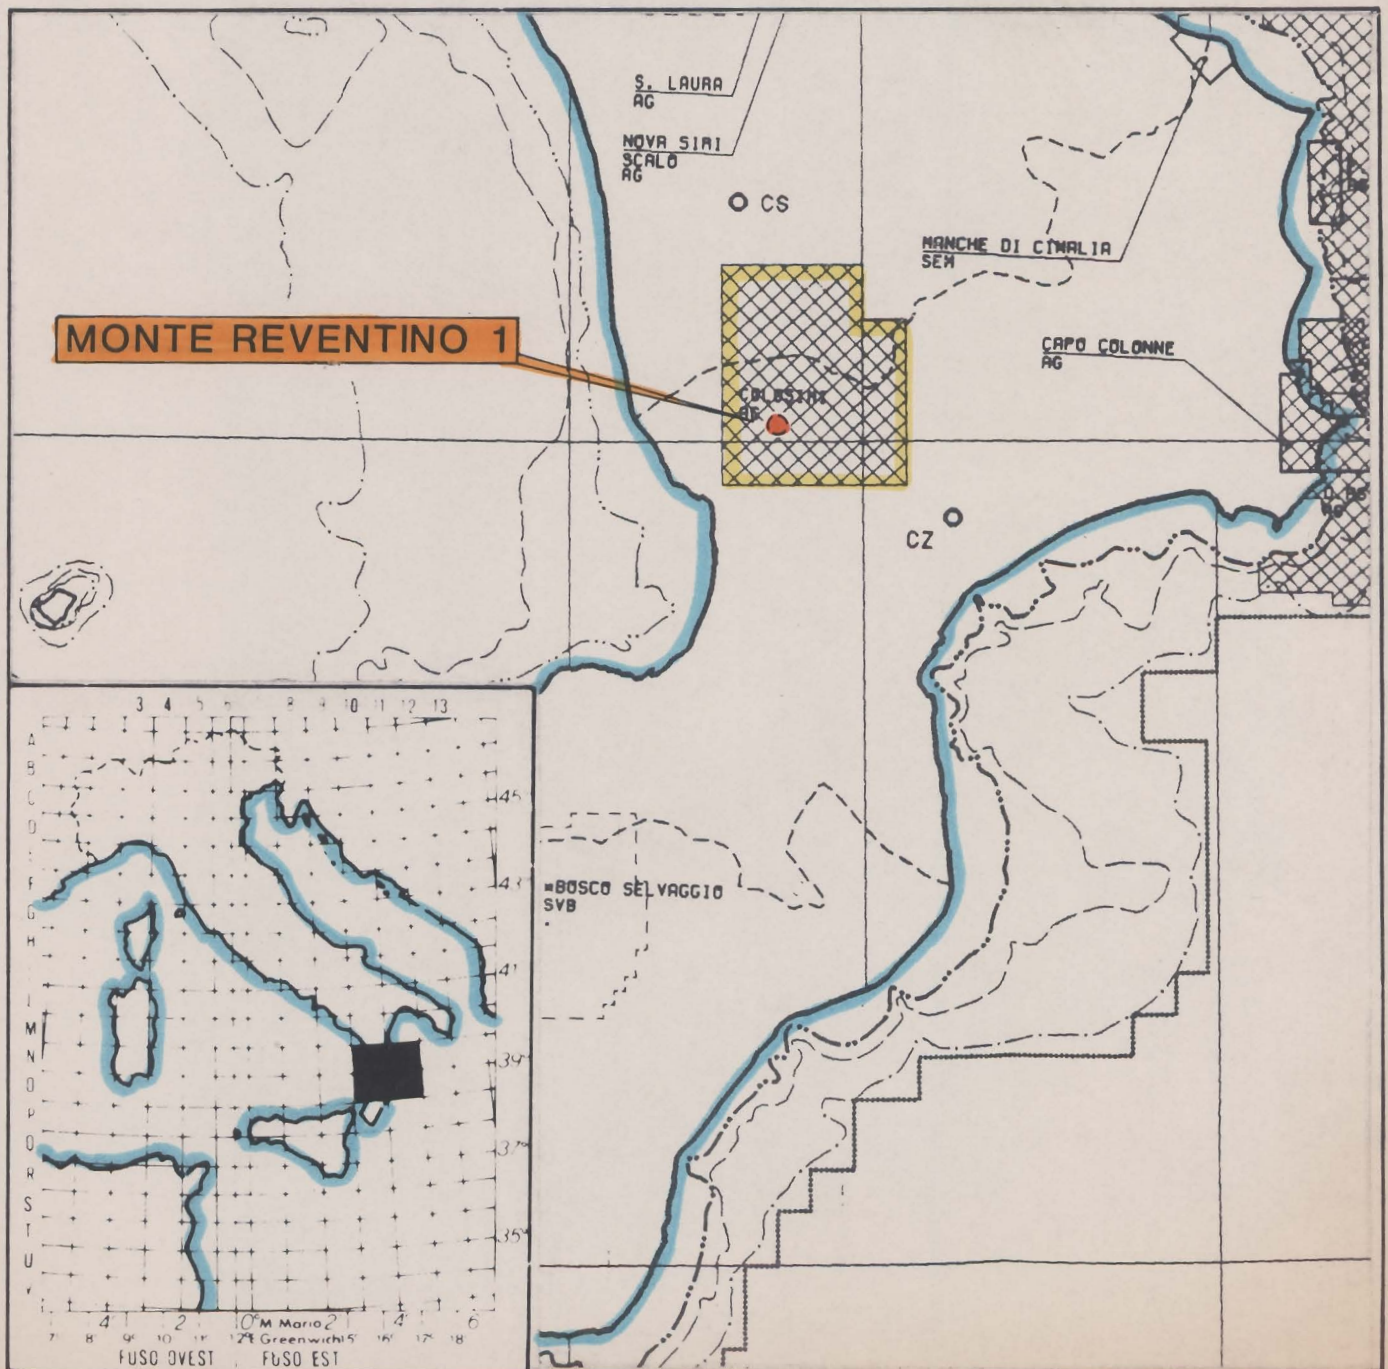 S. LAURA
AG
NOVA SIRI
SCALO
AG
CS
MANCHE DI CIMALIA
SEM
MONTE REVENTINO 1
CAPO COLONNE
AG
COLOSIMI
AG
CZ
BOSCO SELVAGGIO
SVB
3 4 5 6 8 9 10 11 12 13
A
B
C
D
F
G
H
I
M
N
O
P
Q
R
S
T
U
V
45°
43°
41°
39°
37°
35°
4° 2° 0° M Mario 2° 4° 6°
7° 8° 9° 10° 11° 12° E Greenwich 15° 16° 17° 18°
FUSO OVEST FUSO EST